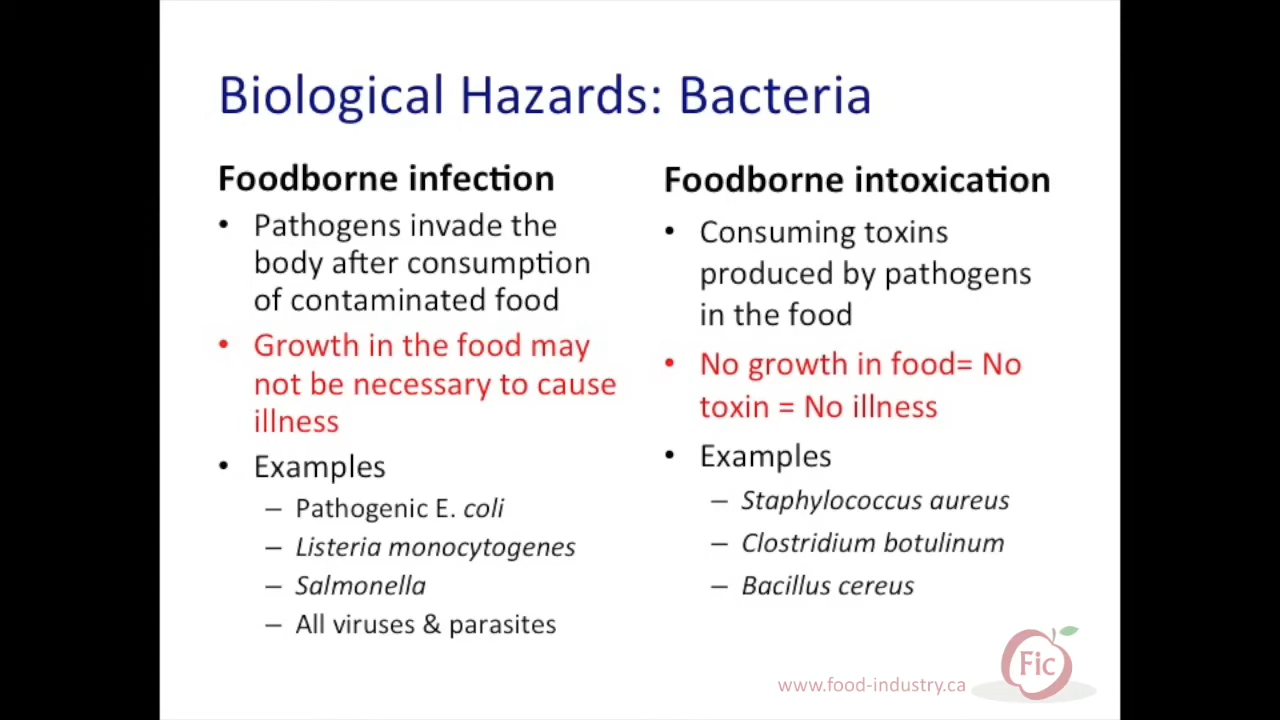 Biological Hazards: Bacteria
Foodborne infection
• Pathogens invade the
body after consumption
of contaminated food
• Growth in the food may
not be necessary to cause
illness
• Examples
– Pathogenic E. coli
– Listeria monocytogenes
– Salmonella
– All viruses & parasites
Foodborne intoxication
• Consuming toxins
produced by pathogens
in the food
• No growth in food= No
toxin = No illness
• Examples
– Staphylococcus aureus
– Clostridium botulinum
– Bacillus cereus
www.food-industry.ca
Fic